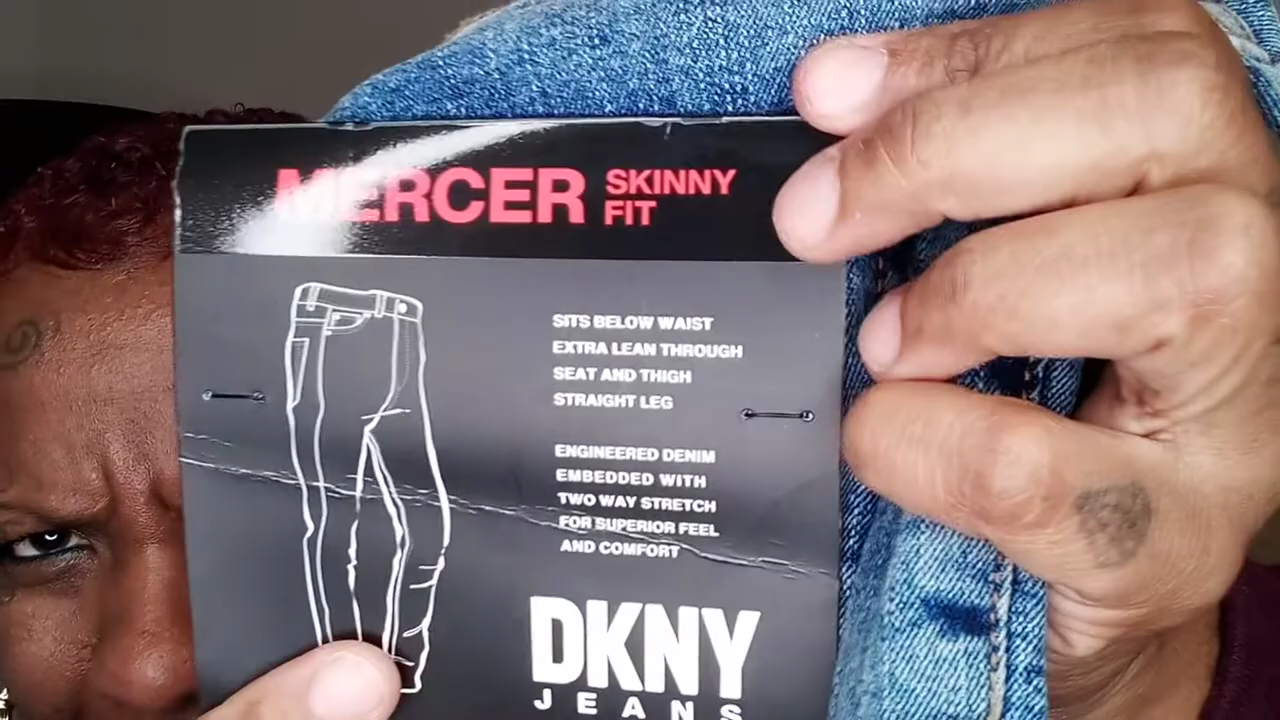 MERCER SKINNY FIT
SITS BELOW WAIST
EXTRA LEAN THROUGH
SEAT AND THIGH
STRAIGHT LEG
ENGINEERED DENIM
EMBEDDED WITH
TWO WAY STRETCH
FOR SUPERIOR FEEL
AND COMFORT
DKNY
JEANS